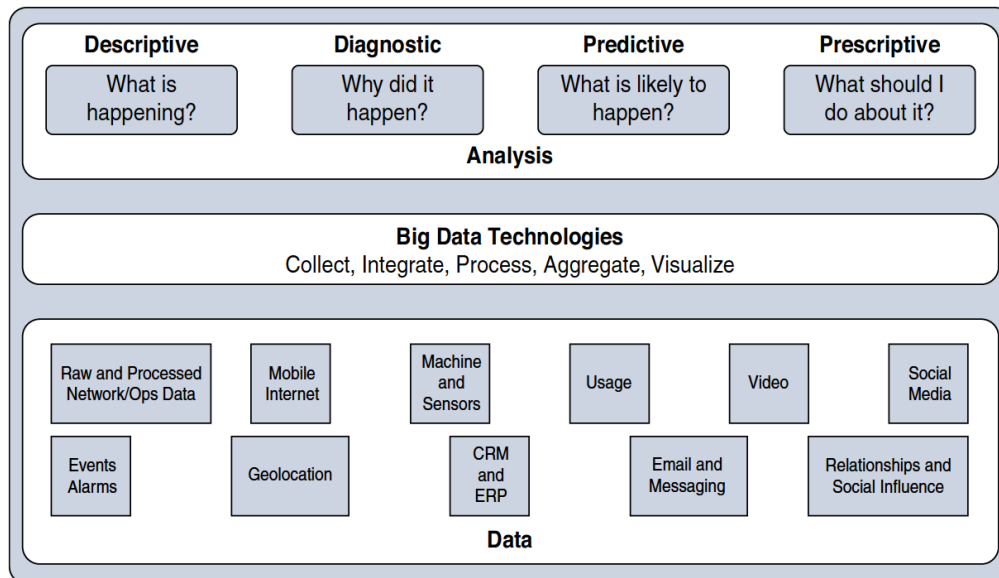 Descriptive
What is
happening?
Diagnostic
Why did it
happen?
Predictive
What is likely to
happen?
Prescriptive
What should I
do about it?
Analysis
Big Data Technologies
Collect, Integrate, Process, Aggregate, Visualize
Raw and Processed
Network/Ops Data
Mobile
Internet
Machine
and
Sensors
Usage
Video
Social
Media
Events
Alarms
Geolocation
CRM
and
ERP
Email and
Messaging
Relationships and
Social Influence
Data